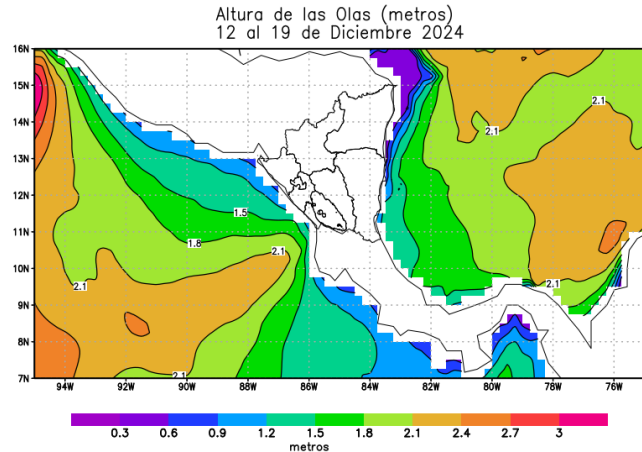 Altura de las Olas (metros)
12 al 19 de Diciembre 2024
16N
15N
14N
13N
12N
11N
10N
9N
8N
7N
2.1
2.1
1.5
1.8
2.1
2.1
2.1
2.1
94W 92W 90W 88W 86W 84W 82W 80W 78W 76W
0.3 0.6 0.9 1.2 1.5 1.8 2.1 2.4 2.7 3
metros